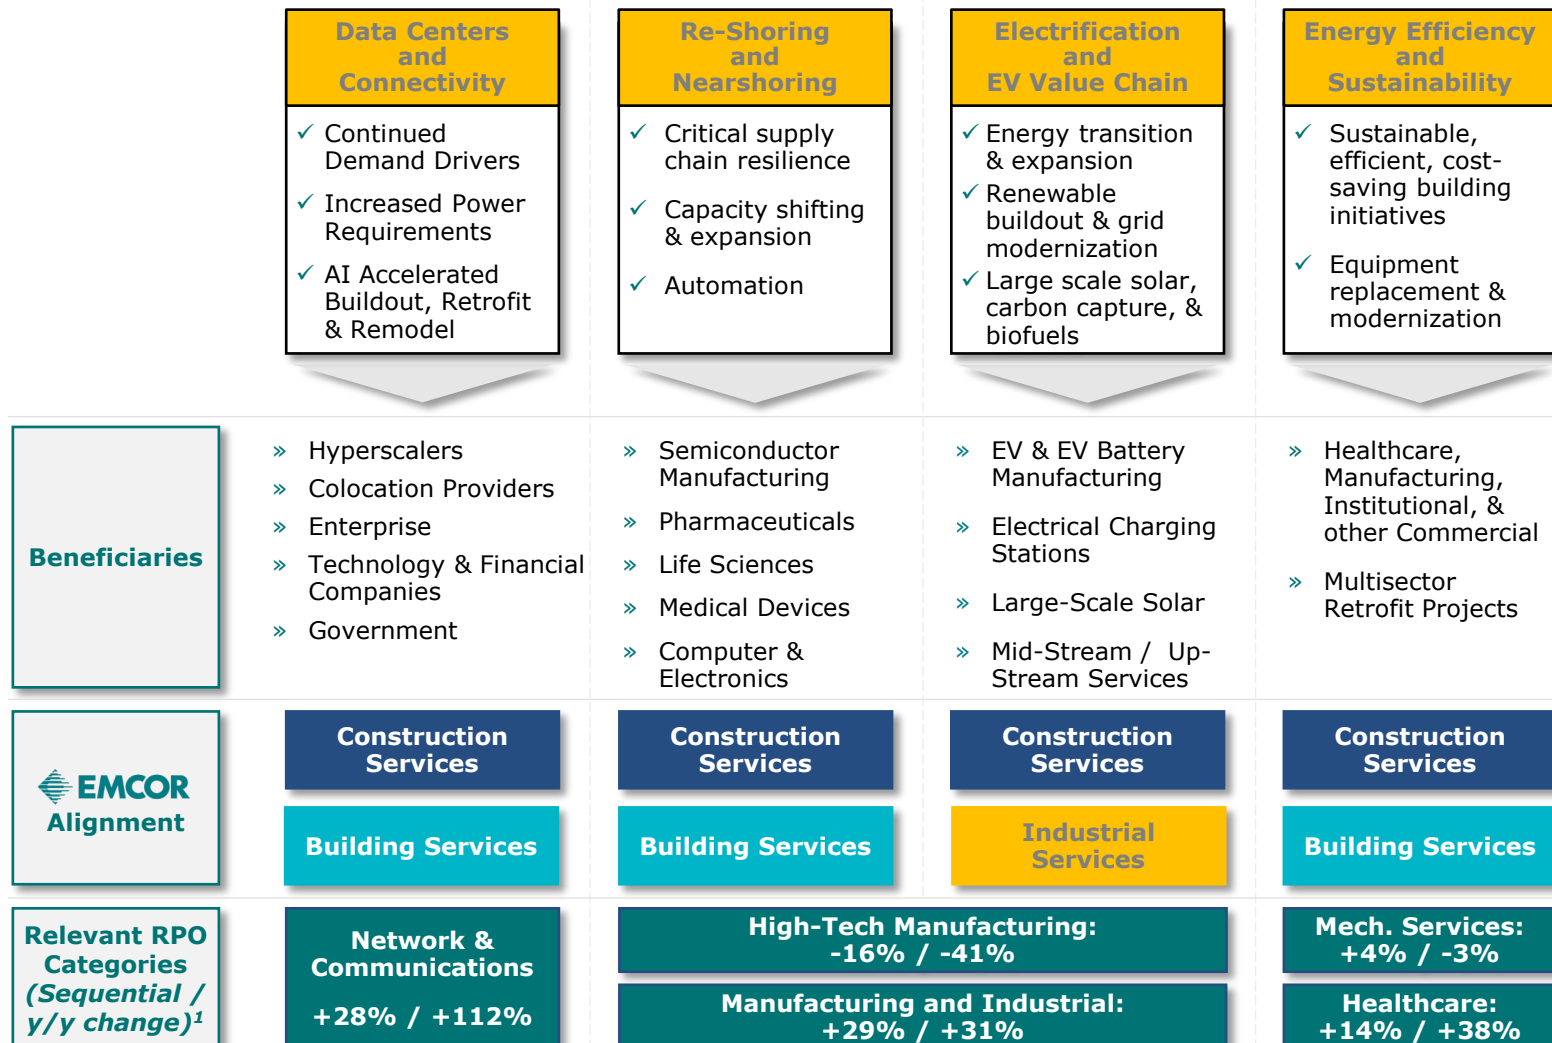 Data Centers
and
Connectivity
✓ Continued
Demand Drivers
✓ Increased Power
Requirements
✓ AI Accelerated
Buildout, Retrofit
& Remodel
Re-Shoring
and
Nearshoring
✓ Critical supply
chain resilience
✓ Capacity shifting
& expansion
✓ Automation
Electrification
and
EV Value Chain
✓ Energy transition
& expansion
✓ Renewable
buildout & grid
modernization
✓ Large scale solar,
carbon capture, &
biofuels
Energy Efficiency
and
Sustainability
✓ Sustainable,
efficient, cost-
saving building
initiatives
✓ Equipment
replacement &
modernization
Beneficiaries
» Hyperscalers
» Colocation Providers
» Enterprise
» Technology & Financial
Companies
» Government
» Semiconductor
Manufacturing
» Pharmaceuticals
» Life Sciences
» Medical Devices
» Computer &
Electronics
» EV & EV Battery
Manufacturing
» Electrical Charging
Stations
» Large-Scale Solar
» Mid-Stream / Up-
Stream Services
» Healthcare,
Manufacturing,
Institutional, &
other Commercial
» Multisector
Retrofit Projects
EMCOR
Alignment
Construction
Services
Building Services
Construction
Services
Building Services
Construction
Services
Industrial
Services
Construction
Services
Building Services
Relevant RPO
Categories
(Sequential /
y/y change)¹
Network &
Communications
+28% / +112%
High-Tech Manufacturing:
-16% / -41%
Manufacturing and Industrial:
+29% / +31%
Mech. Services:
+4% / -3%
Healthcare:
+14% / +38%